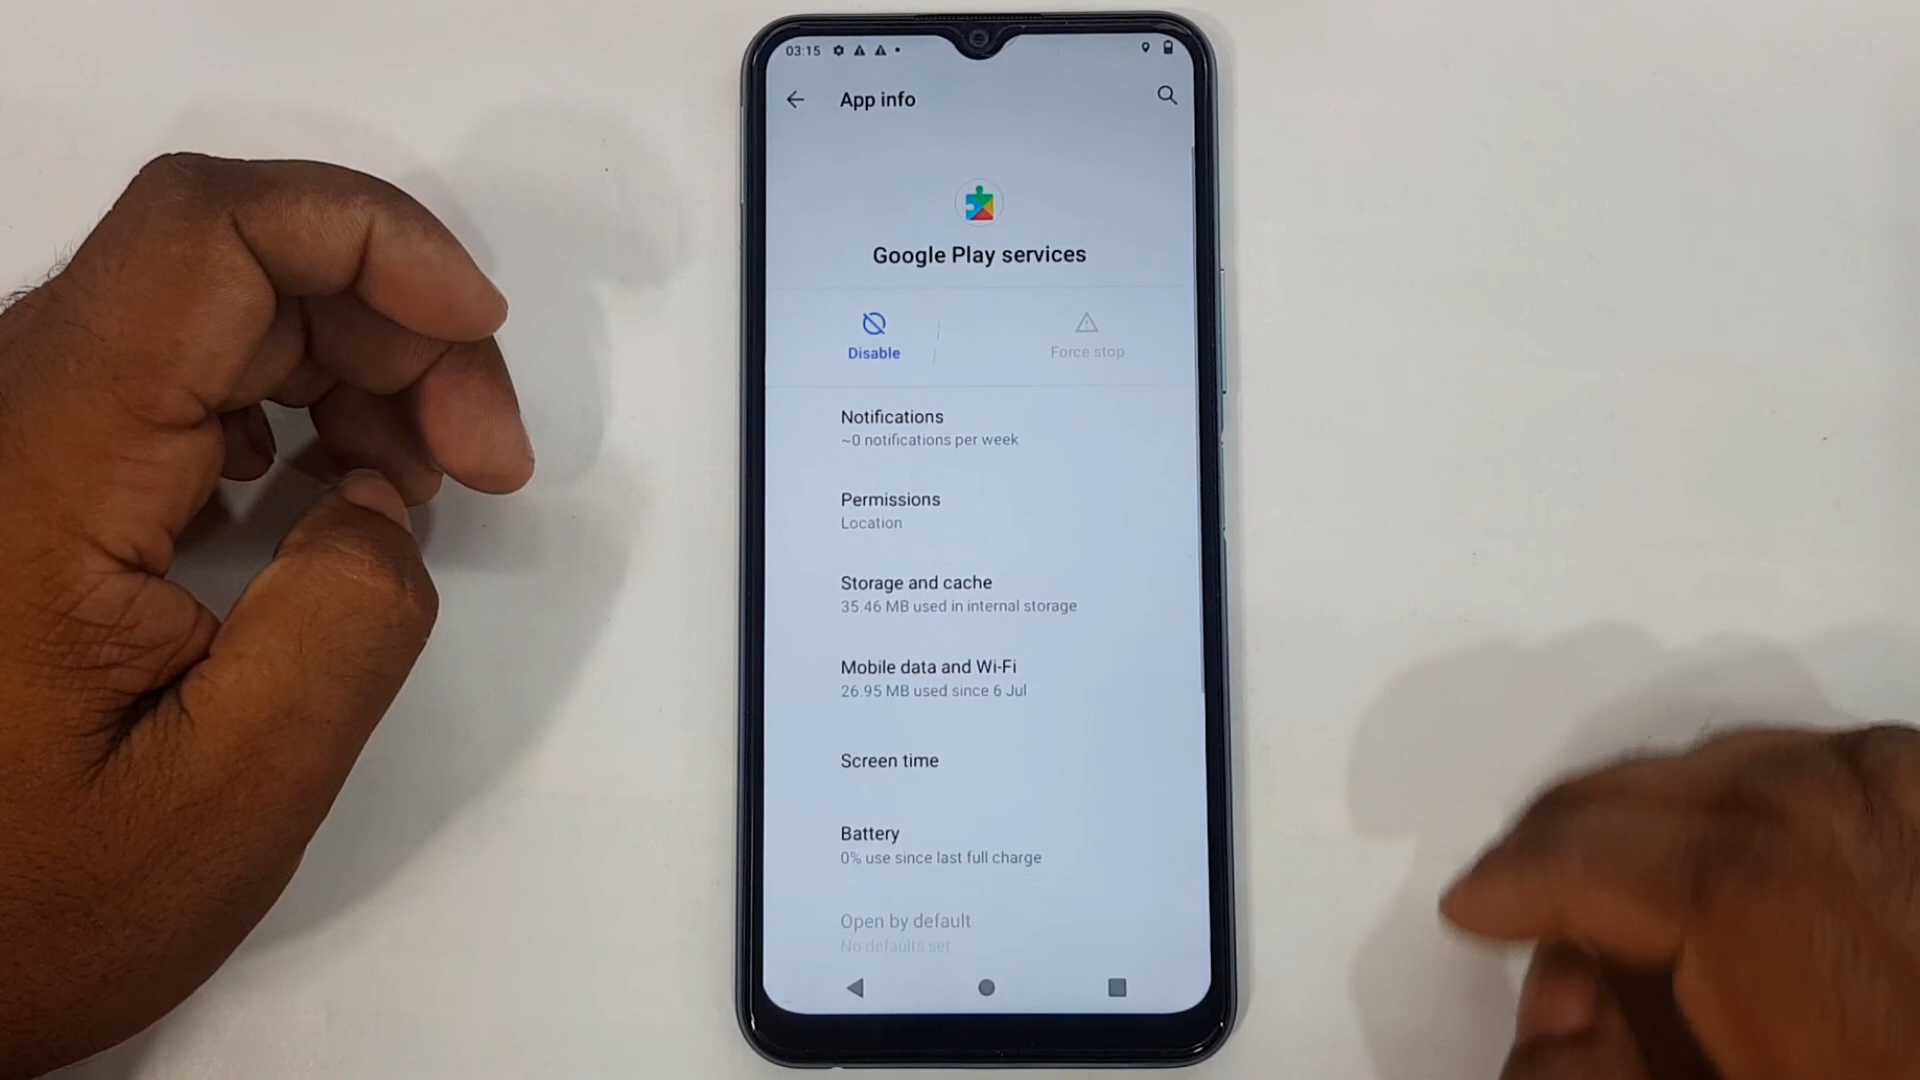 03:15
App info
Google Play services
Disable
Force stop
Notifications
~0 notifications per week
Permissions
Location
Storage and cache
35.46 MB used in internal storage
Mobile data and Wi-Fi
26.95 MB used since 6 Jul
Screen time
Battery
0% use since last full charge
Open by default
No defaults set